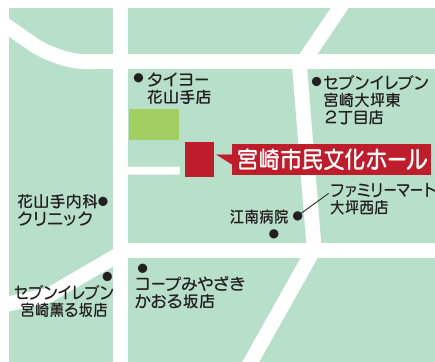 タイヨー
花山手店
セブンイレブン
宮崎大坪東
2丁目店
宮崎市民文化ホール
ファミリーマート
大坪西店
花山手内科
クリニック
江南病院
コープみやざき
かおる坂店
セブンイレブン
宮崎薫る坂店